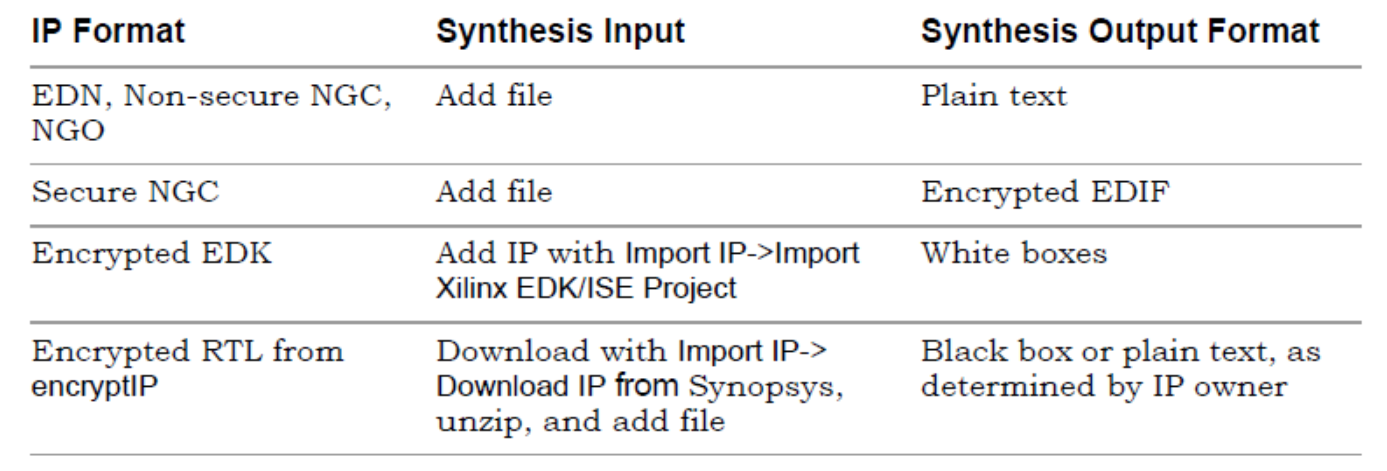 IP Format Synthesis Input Synthesis Output Format
EDN, Non-secure NGC, Add file Plain text
NGO
Secure NGC Add file Encrypted EDIF
Encrypted EDK Add IP with Import IP->Import White boxes
Xilinx EDK/ISE Project
Encrypted RTL from Download with Import IP-> Black box or plain text, as
encryptIP Download IP from Synopsys, determined by IP owner
unzip, and add file